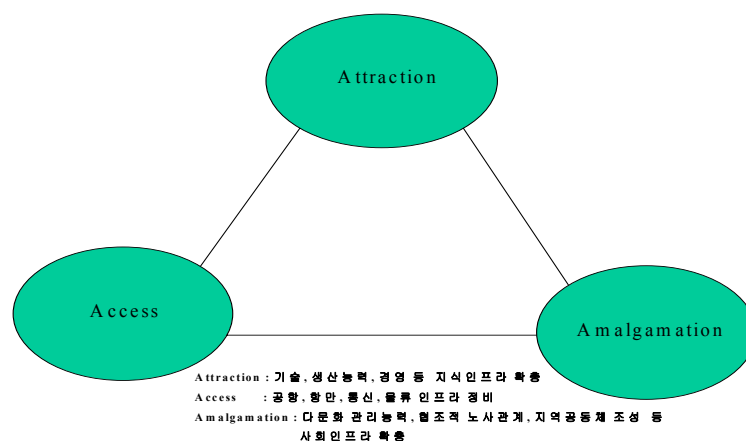 Attraction
Access
Amalgamation
Attraction : 기술, 생산능력, 경영 등 지식인프라 확충
Access : 공항, 항만, 통신, 물류 인프라 정비
Amalgamation : 다문화 관리능력, 협조적 노사관계, 지역공동체 조성 등
사회인프라 확충